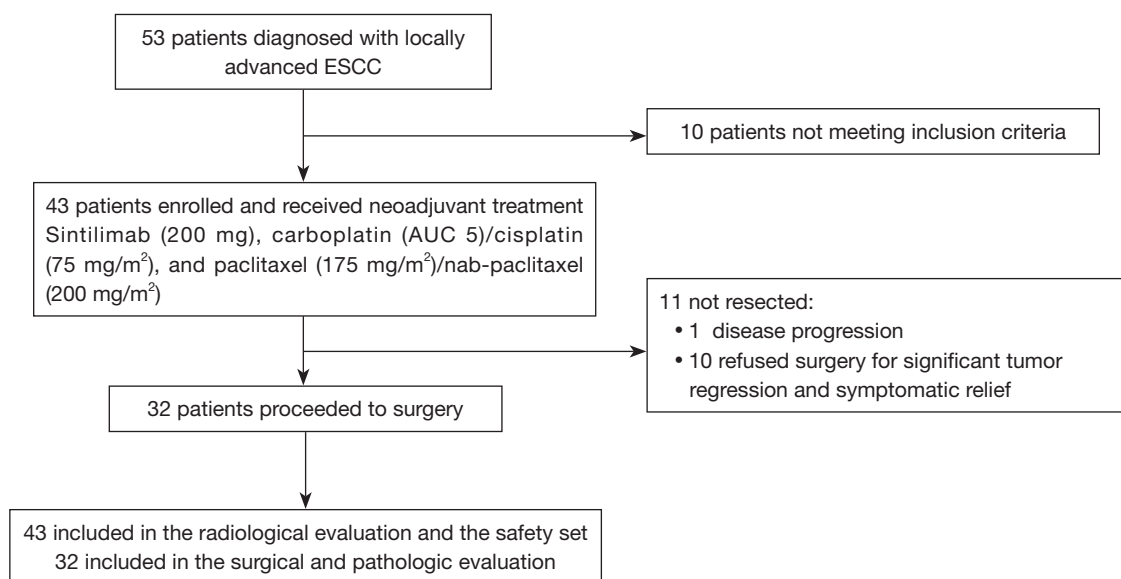 53 patients diagnosed with locally
advanced ESCC
10 patients not meeting inclusion criteria
43 patients enrolled and received neoadjuvant treatment
Sintilimab (200 mg), carboplatin (AUC 5)/cisplatin
(75 mg/m²), and paclitaxel (175 mg/m²)/nab-paclitaxel
(200 mg/m²)
11 not resected:
• 1 disease progression
• 10 refused surgery for significant tumor
regression and symptomatic relief
32 patients proceeded to surgery
43 included in the radiological evaluation and the safety set
32 included in the surgical and pathologic evaluation